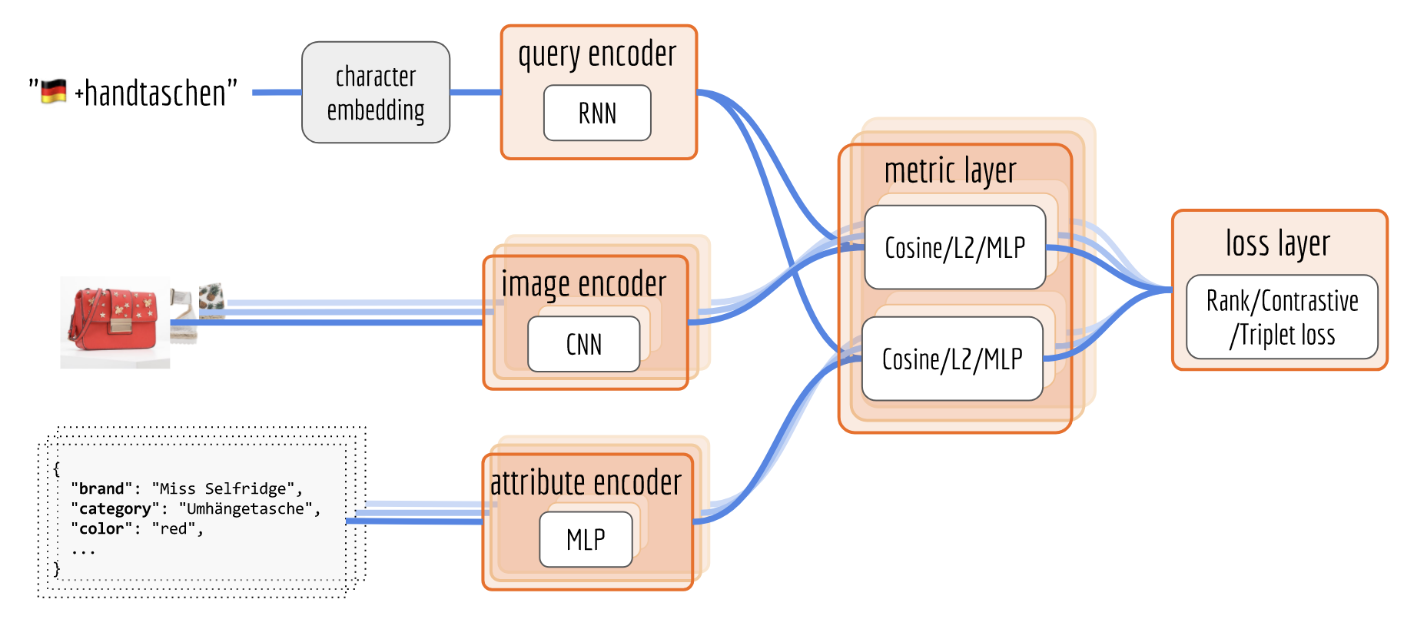 "🇩🇪 +handtaschen"
character
embedding
query encoder
RNN
image encoder
CNN
{
"brand": "Miss Selfridge",
"category": "Umhängetasche",
"color": "red",
...
}
attribute encoder
MLP
metric layer
Cosine/L2/MLP
Cosine/L2/MLP
loss layer
Rank/Contrastive
/Triplet loss